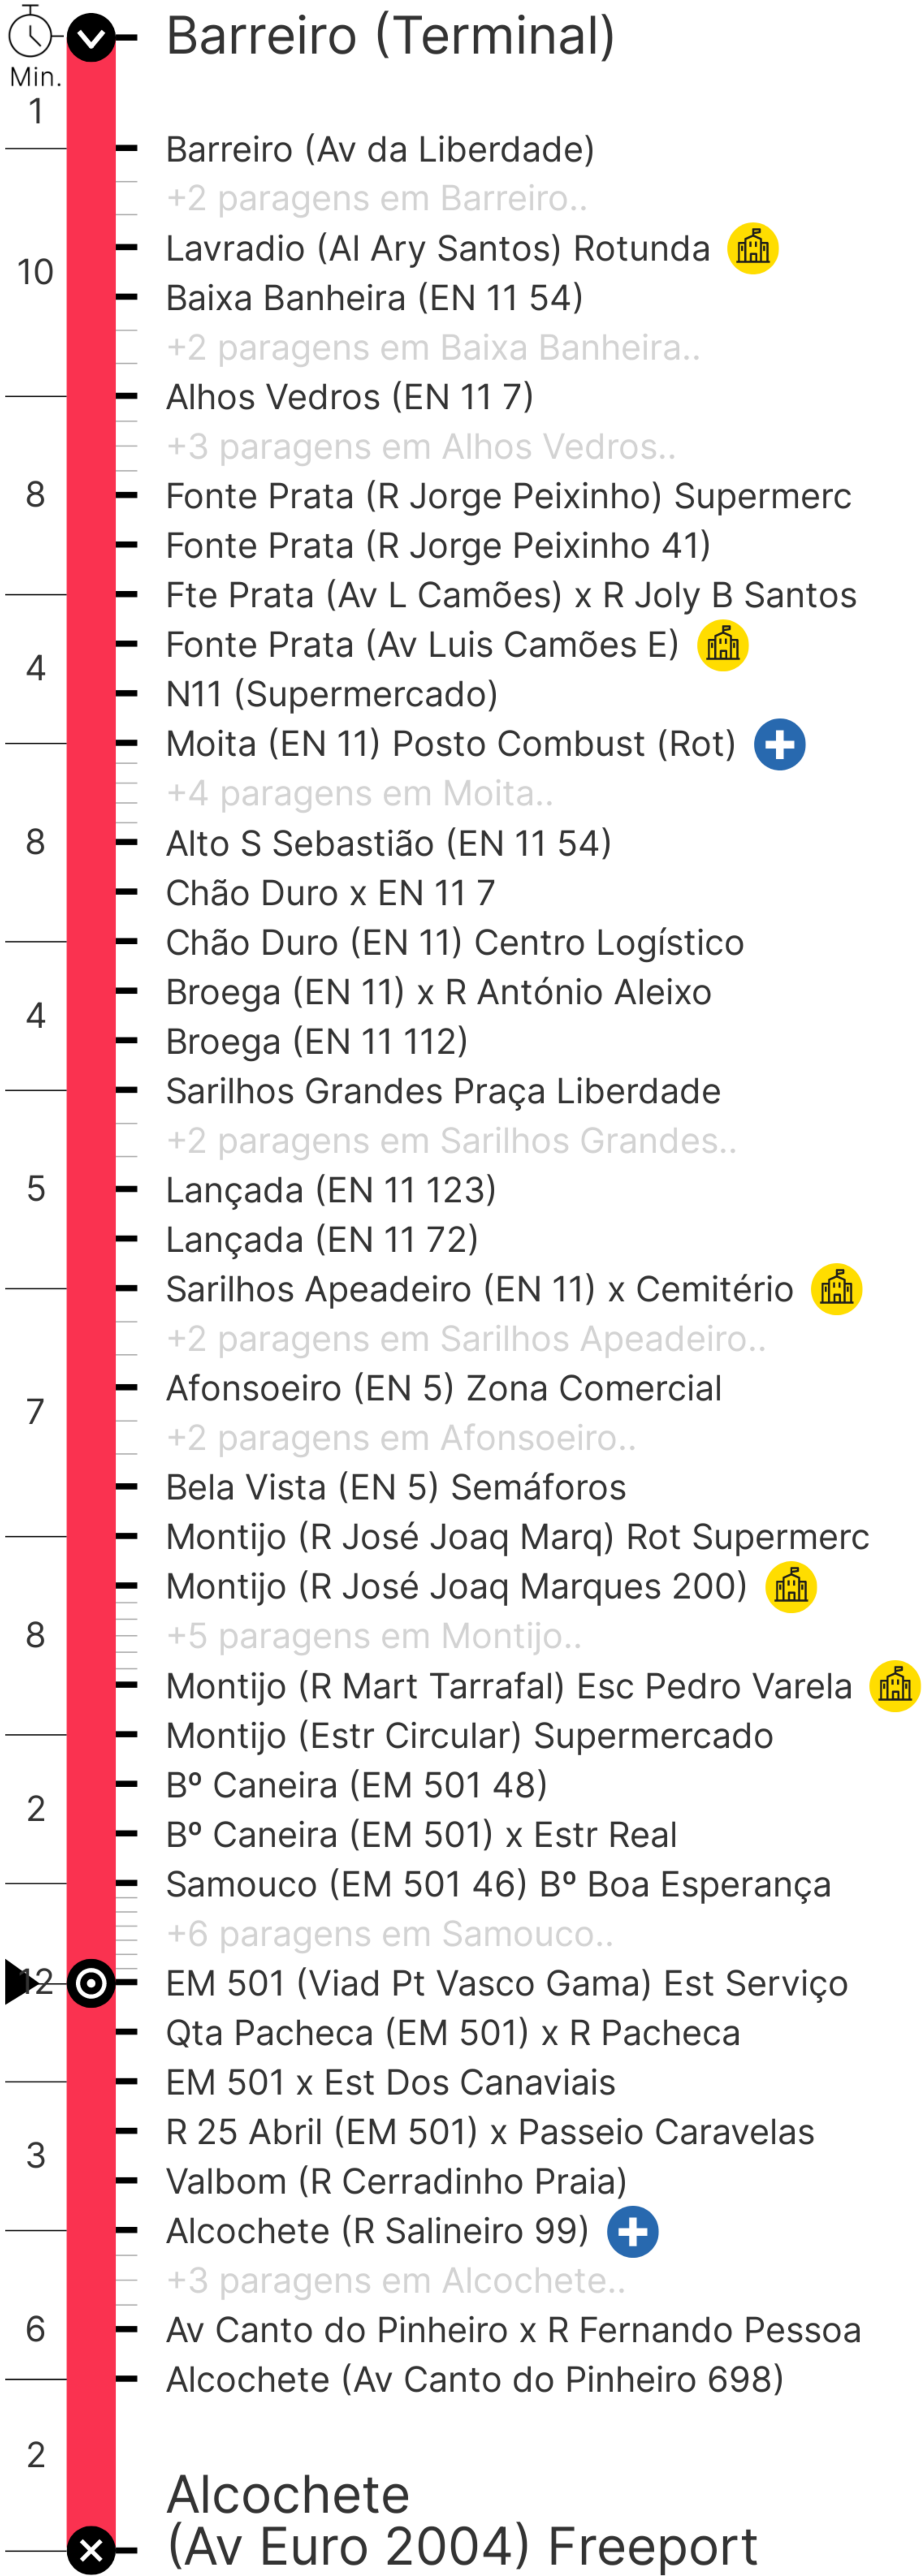 Barreiro (Terminal)
Min.
1
Barreiro (Av da Liberdade)
+2 paragens em Barreiro..
Lavradio (Al Ary Santos) Rotunda
10
Baixa Banheira (EN 11 54)
+2 paragens em Baixa Banheira..
Alhos Vedros (EN 11 7)
+3 paragens em Alhos Vedros..
8
Fonte Prata (R Jorge Peixinho) Supermerc
Fonte Prata (R Jorge Peixinho 41)
Fte Prata (Av L Camões) x R Joly B Santos
Fonte Prata (Av Luis Camões E)
4
N11 (Supermercado)
Moita (EN 11) Posto Combust (Rot)
+4 paragens em Moita..
8
Alto S Sebastião (EN 11 54)
Chão Duro x EN 11 7
Chão Duro (EN 11) Centro Logístico
Broega (EN 11) x R António Aleixo
4
Broega (EN 11 112)
Sarilhos Grandes Praça Liberdade
+2 paragens em Sarilhos Grandes..
5
Lançada (EN 11 123)
Lançada (EN 11 72)
Sarilhos Apeadeiro (EN 11) x Cemitério
+2 paragens em Sarilhos Apeadeiro..
Afonsoeiro (EN 5) Zona Comercial
7
+2 paragens em Afonsoeiro..
Bela Vista (EN 5) Semáforos
Montijo (R José Joaq Marq) Rot Supermerc
Montijo (R José Joaq Marques 200)
8
+5 paragens em Montijo..
Montijo (R Mart Tarrafal) Esc Pedro Varela
Montijo (Estr Circular) Supermercado
Bº Caneira (EM 501 48)
2
Bº Caneira (EM 501) x Estr Real
Samouco (EM 501 46) Bº Boa Esperança
+6 paragens em Samouco..
12
EM 501 (Viad Pt Vasco Gama) Est Serviço
Qta Pacheca (EM 501) x R Pacheca
EM 501 x Est Dos Canaviais
R 25 Abril (EM 501) x Passeio Caravelas
3
Valbom (R Cerradinho Praia)
Alcochete (R Salineiro 99)
+3 paragens em Alcochete..
6
Av Canto do Pinheiro x R Fernando Pessoa
Alcochete (Av Canto do Pinheiro 698)
2
Alcochete
(Av Euro 2004) Freeport